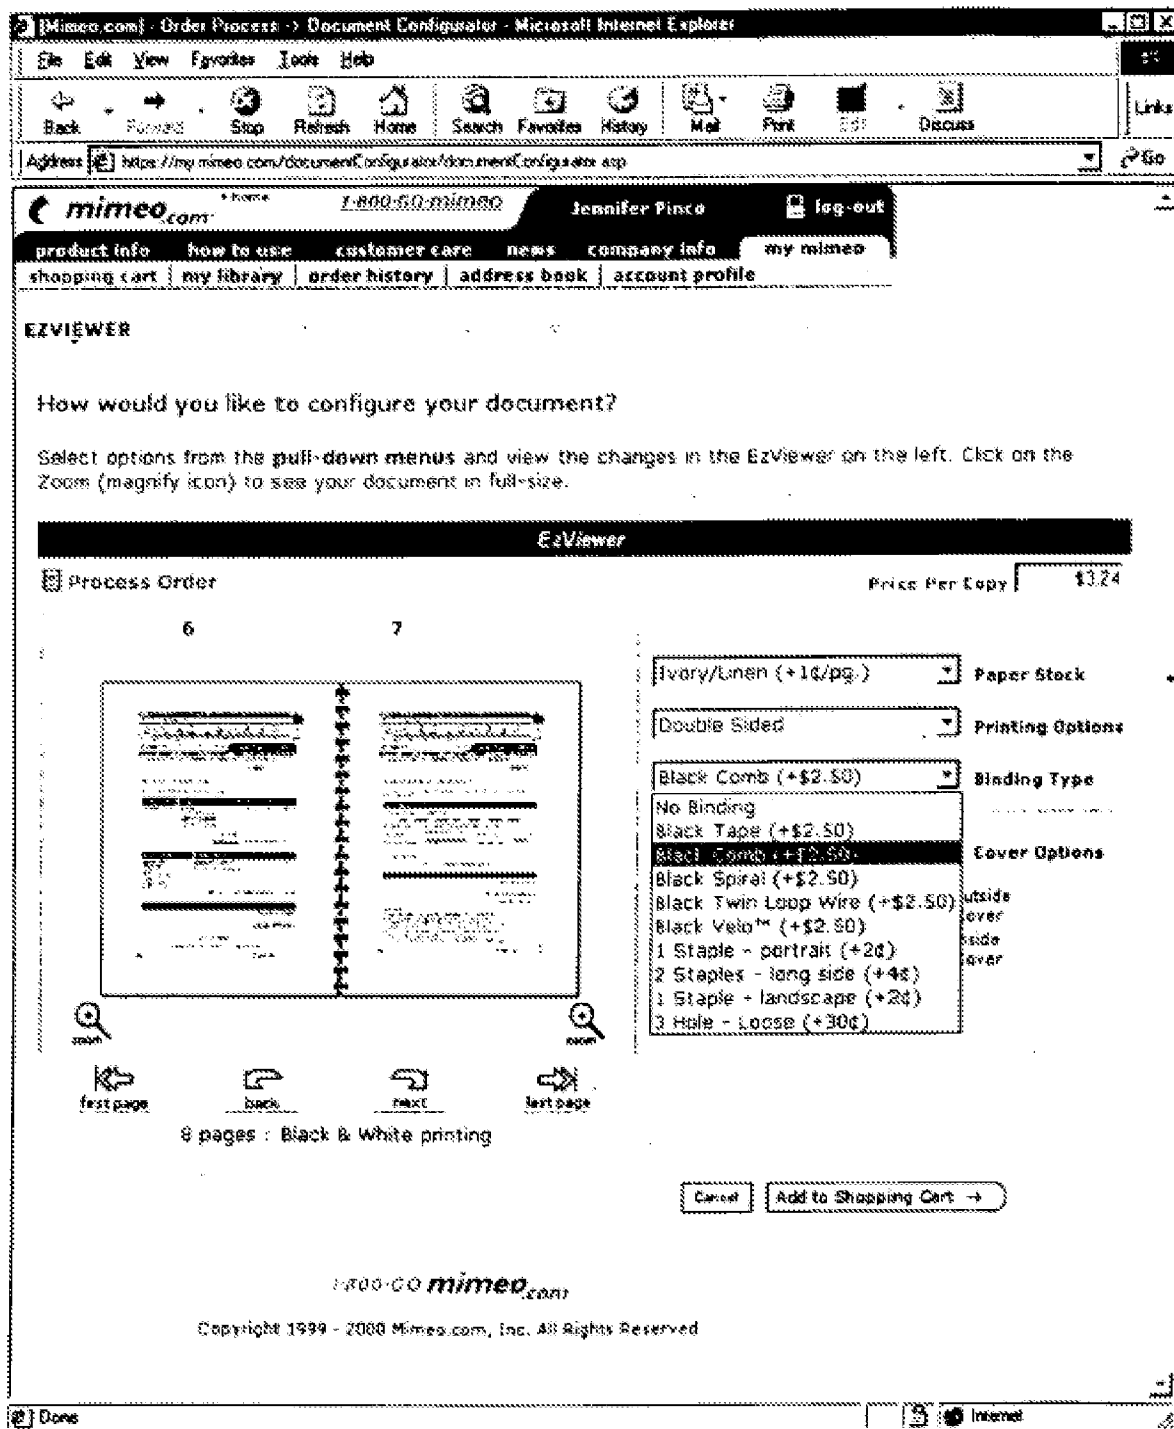 [Mimeo.com] - Order Process -> Document Configurator - Microsoft Internet Explorer
File Edit View Favorites Tools Help
Back Forward Stop Refresh Home Search Favorites History Mail Print Edit Discuss Links
Address https://my.mimeo.com/documentConfigurator/documentConfigurator.asp Go
mimeo.com home 1-800-GO-mimeo Jennifer Pinco log-out
product info how to use customer care news company info my mimeo
shopping cart | my library | order history | address book | account profile
EZVIEWER
How would you like to configure your document?
Select options from the pull-down menus and view the changes in the EzViewer on the left. Click on the
Zoom (magnify icon) to see your document in full-size.
EzViewer
Process Order Price Per Copy $3.24
6 7
Ivory/Linen (+1¢/pg.) Paper Stock
Double Sided Printing Options
Black Comb (+$2.50) Binding Type
No Binding
Black Tape (+$2.50)
Black Comb (+$2.50) Cover Options
Black Spiral (+$2.50)
Black Twin Loop Wire (+$2.50) utside
over
Black Velo™ (+$2.50)
1 Staple - portrait (+2¢) side
over
2 Staples - long side (+4¢)
1 Staple - landscape (+2¢)
3 Hole - Loose (+30¢)
zoom zoom
first page back next last page
8 pages : Black & White printing
Cancel Add to Shopping Cart →
1-800-GO mimeo.com
Copyright 1999 - 2000 Mimeo.com, Inc. All Rights Reserved
Done Internet